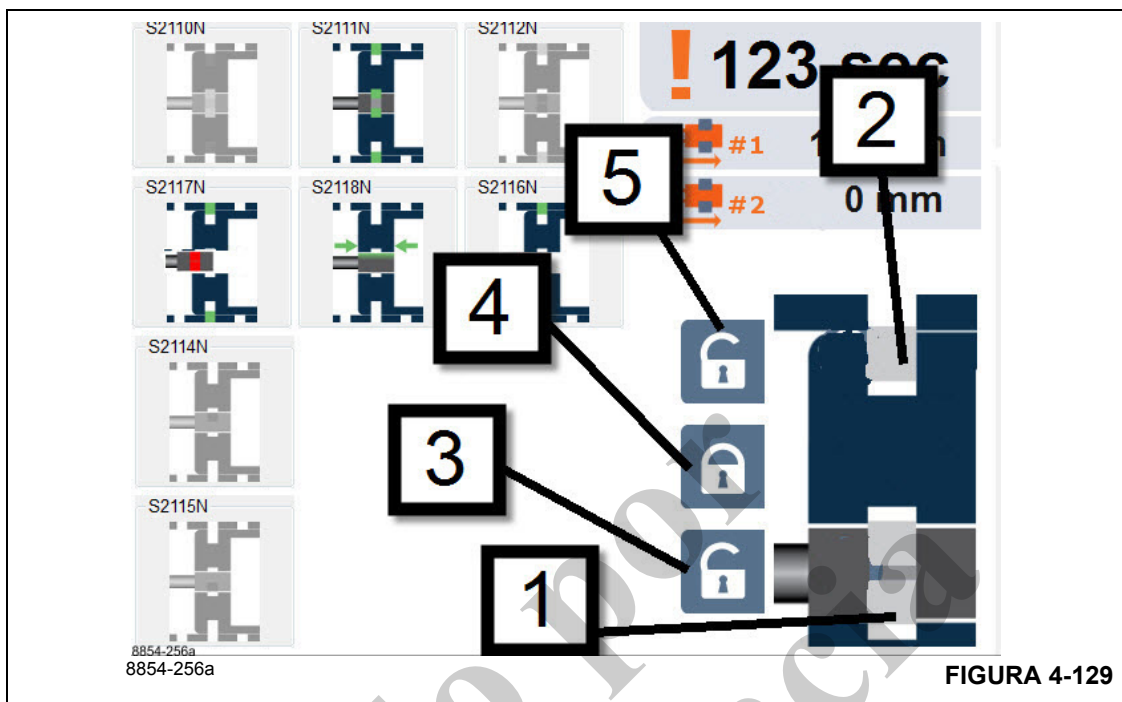 S2110N
S2111N
S2112N
! 123 sec
2
#1
5
S2117N
S2118N
S2116N
#2 0 mm
4
S2114N
3
S2115N
1
8854-256a
8854-256a
FIGURA 4-129